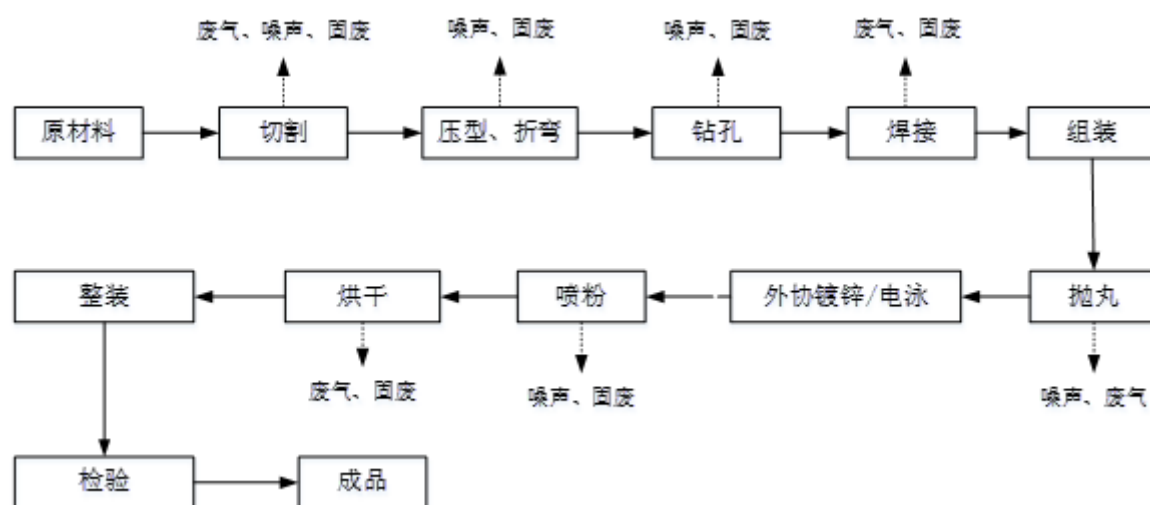 废气、噪声、固废
噪声、固废
噪声、固废
废气、固废
原材料
切割
压型、折弯
钻孔
焊接
组装
整装
烘干
喷粉
外协镀锌/电泳
抛丸
废气、固废
噪声、固废
噪声、废气
检验
成品